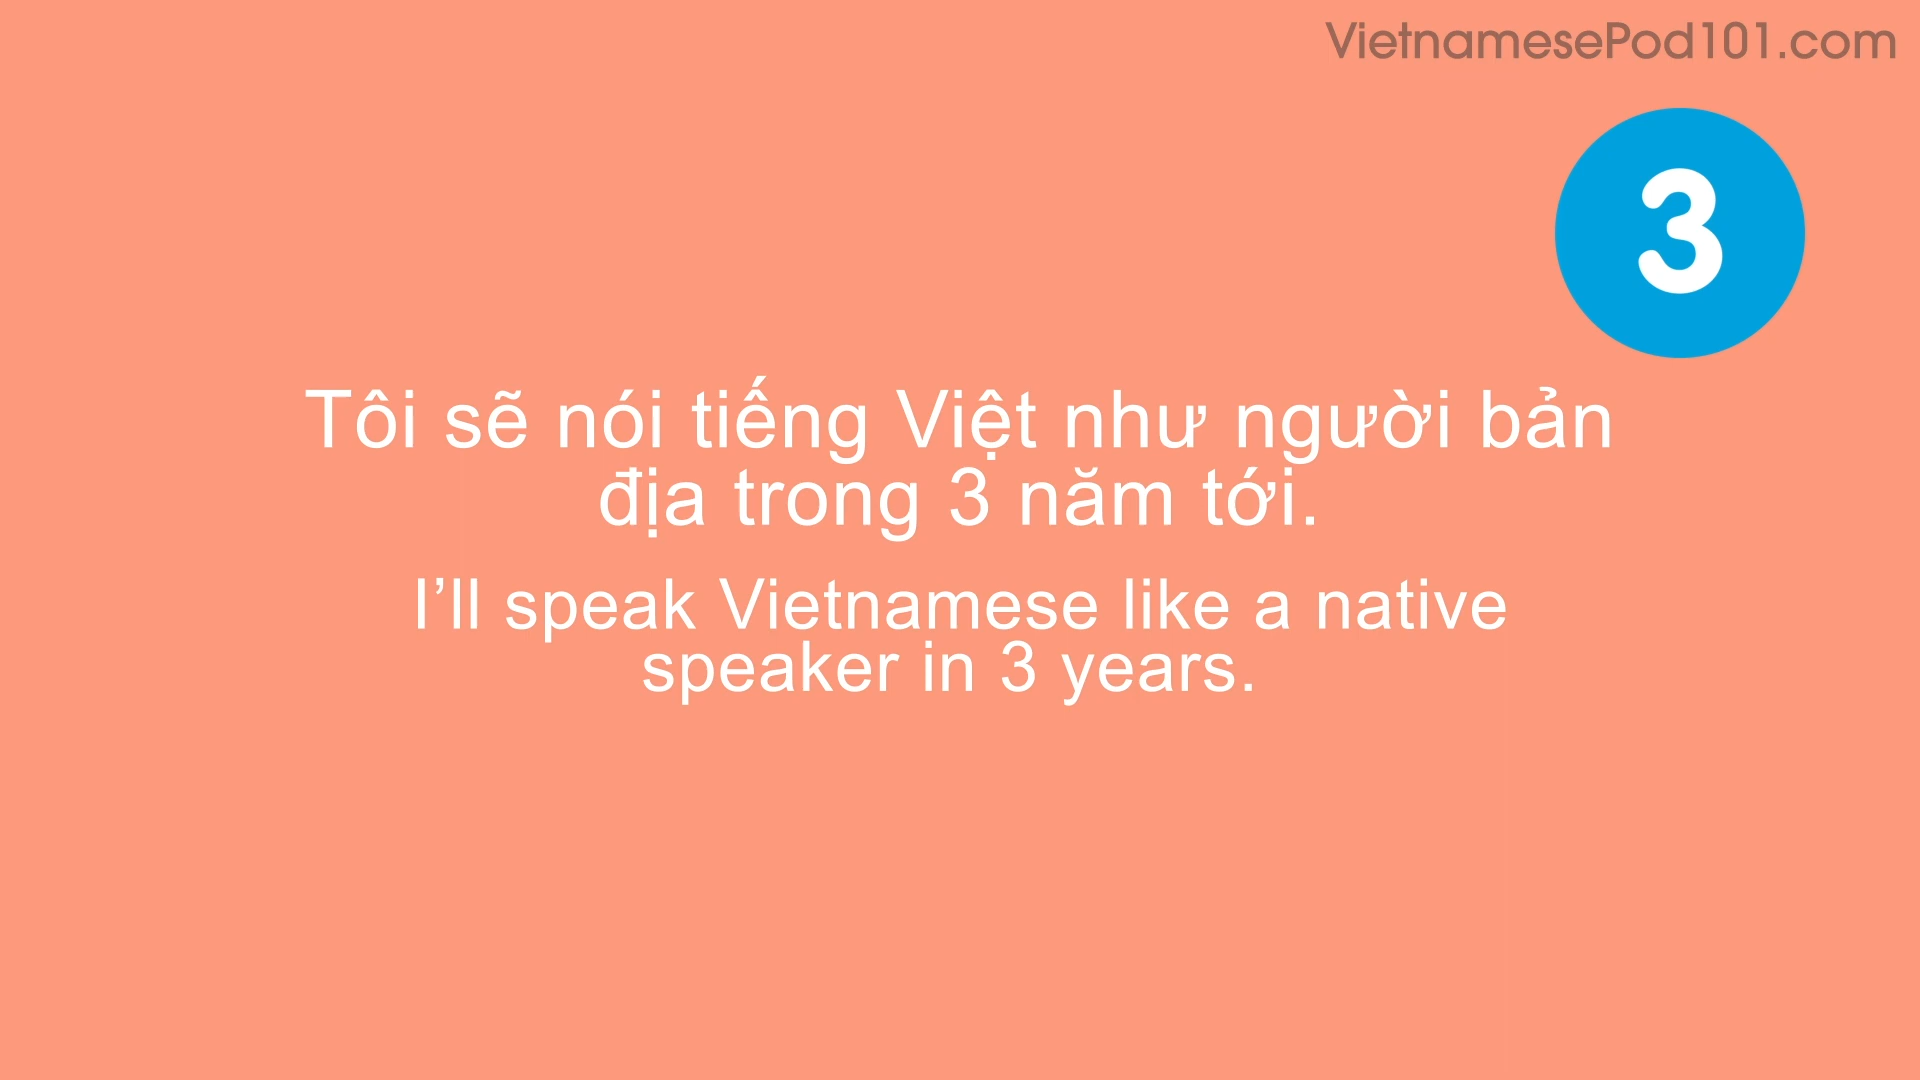 VietnamesePod101.com
3
Tôi sẽ nói tiếng Việt như người bản
địa trong 3 năm tới.
I’ll speak Vietnamese like a native
speaker in 3 years.